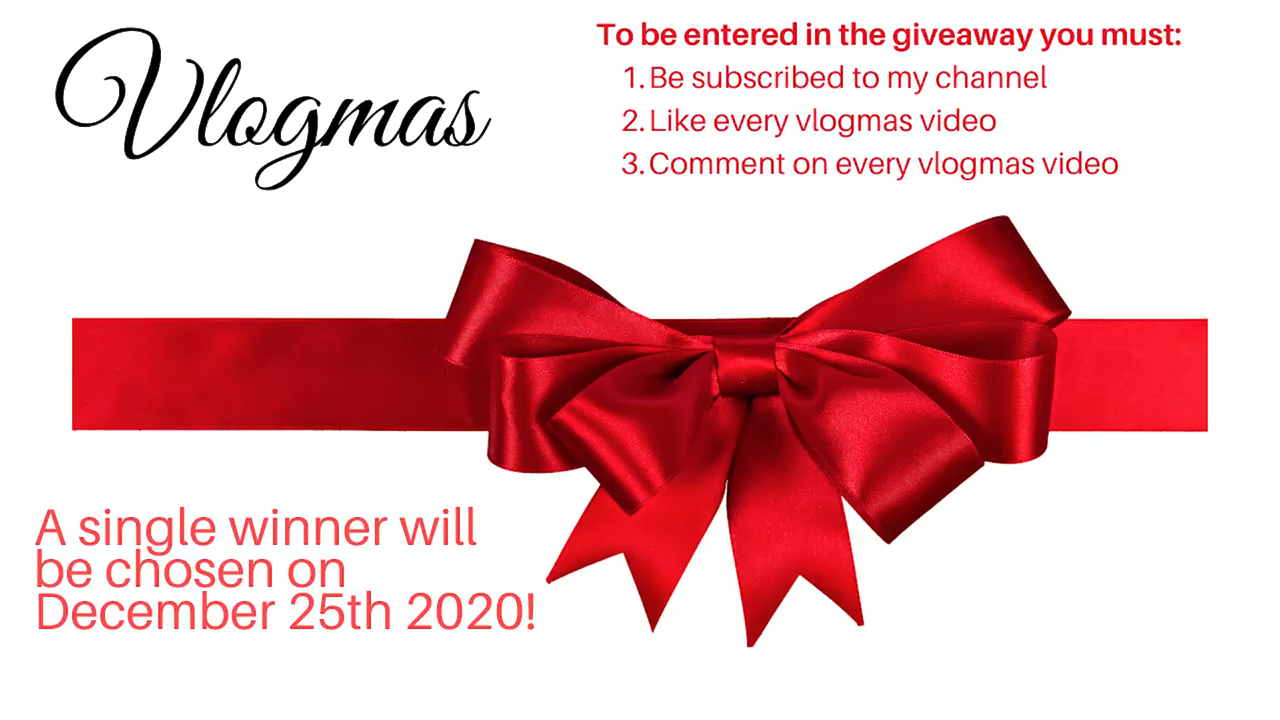 Vlogmas
To be entered in the giveaway you must:
1. Be subscribed to my channel
2. Like every vlogmas video
3. Comment on every vlogmas video
A single winner will
be chosen on
December 25th 2020!